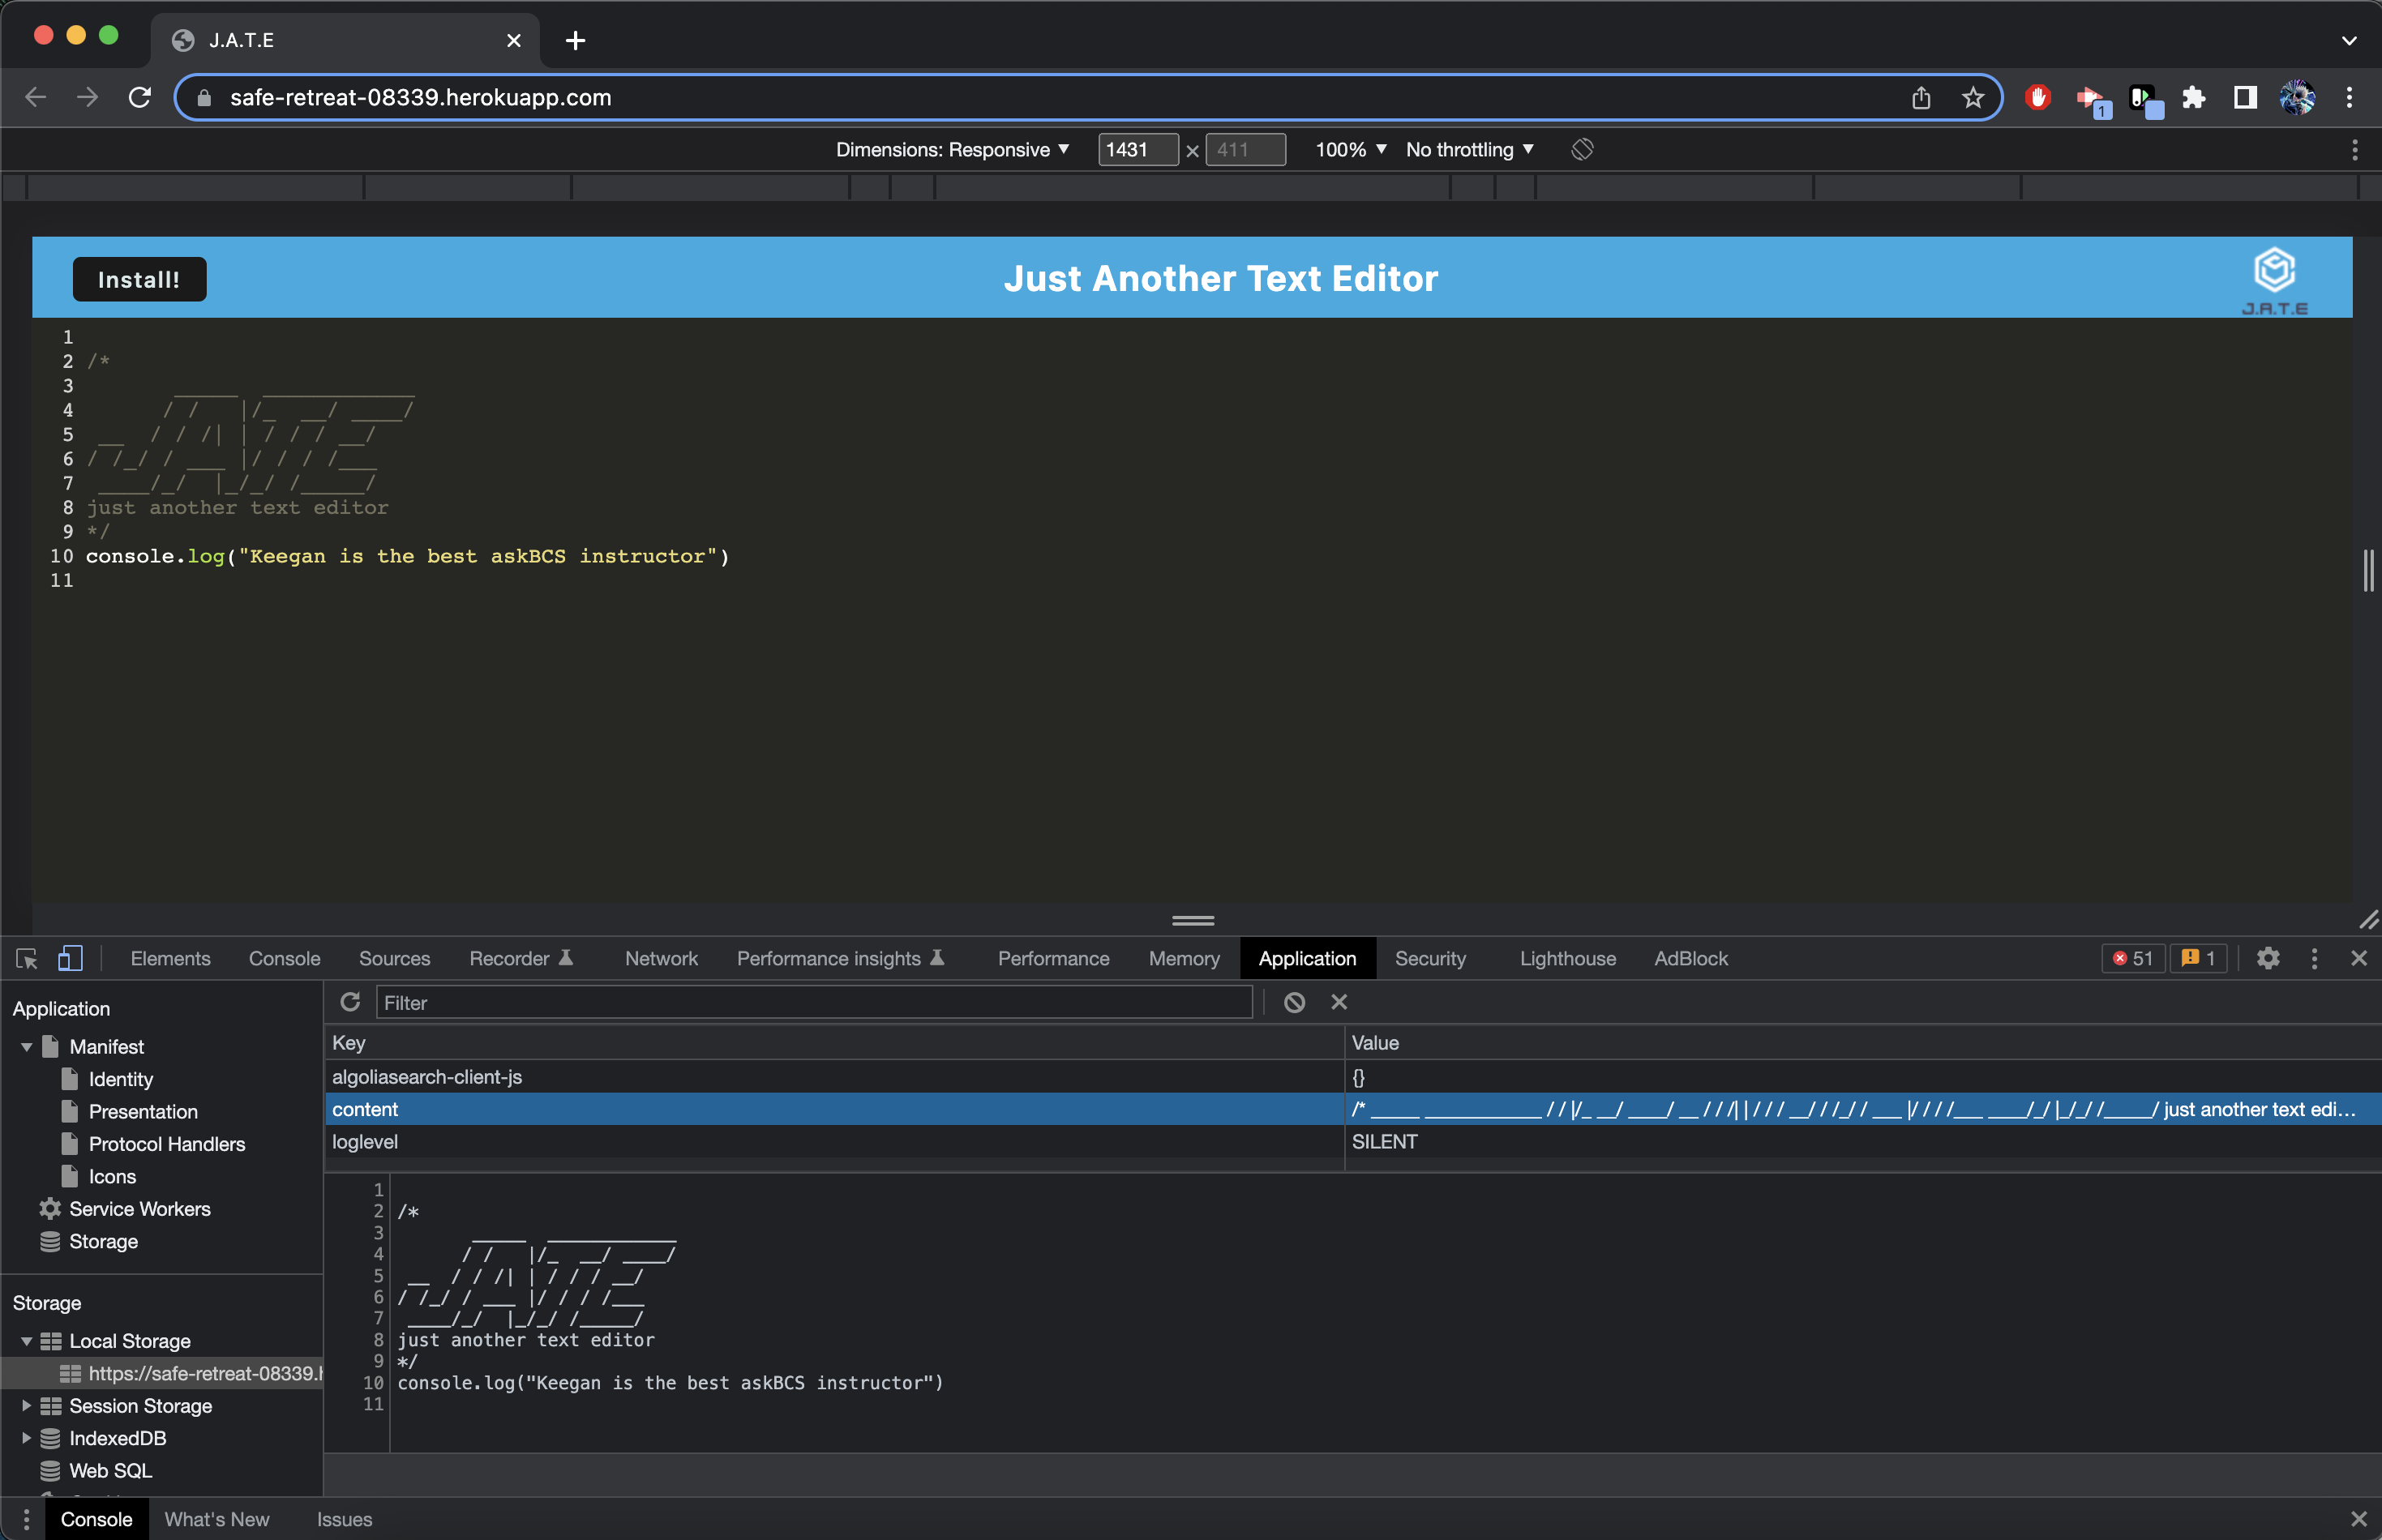 J.A.T.E
safe-retreat-08339.herokuapp.com
1
Dimensions: Responsive 1431 × 411 100% No throttling
Install! Just Another Text Editor
J.A.T.E
1
2 /*
3        _____  ____________
4       / /    |/_  __/ ____/
5  __  / / /| | / / / __/
6 / /_/ / ___ |/ / / /___
7  ____/_/  |_/_/ /_____/
8 just another text editor
9 */
10 console.log("Keegan is the best askBCS instructor")
11
Elements Console Sources Recorder Network Performance insights Performance Memory Application Security Lighthouse AdBlock 51 1
Application
Manifest
Identity
Presentation
Protocol Handlers
Icons
Service Workers
Storage
Storage
Local Storage
https://safe-retreat-08339.h
Session Storage
IndexedDB
Web SQL
Filter
Key Value
algoliasearch-client-js {}
content /* _____ ____________ / / |/_ __/ ____/ __ / / /| | / / / __/ / /_/ / ___ |/ / / /___ ____/_/ |_/_/ /_____/ just another text edi…
loglevel SILENT
1
2 /*
3        _____  ____________
4       / /    |/_  __/ ____/
5  __  / / /| | / / / __/
6 / /_/ / ___ |/ / / /___
7  ____/_/  |_/_/ /_____/
8 just another text editor
9 */
10 console.log("Keegan is the best askBCS instructor")
11
Console What's New Issues